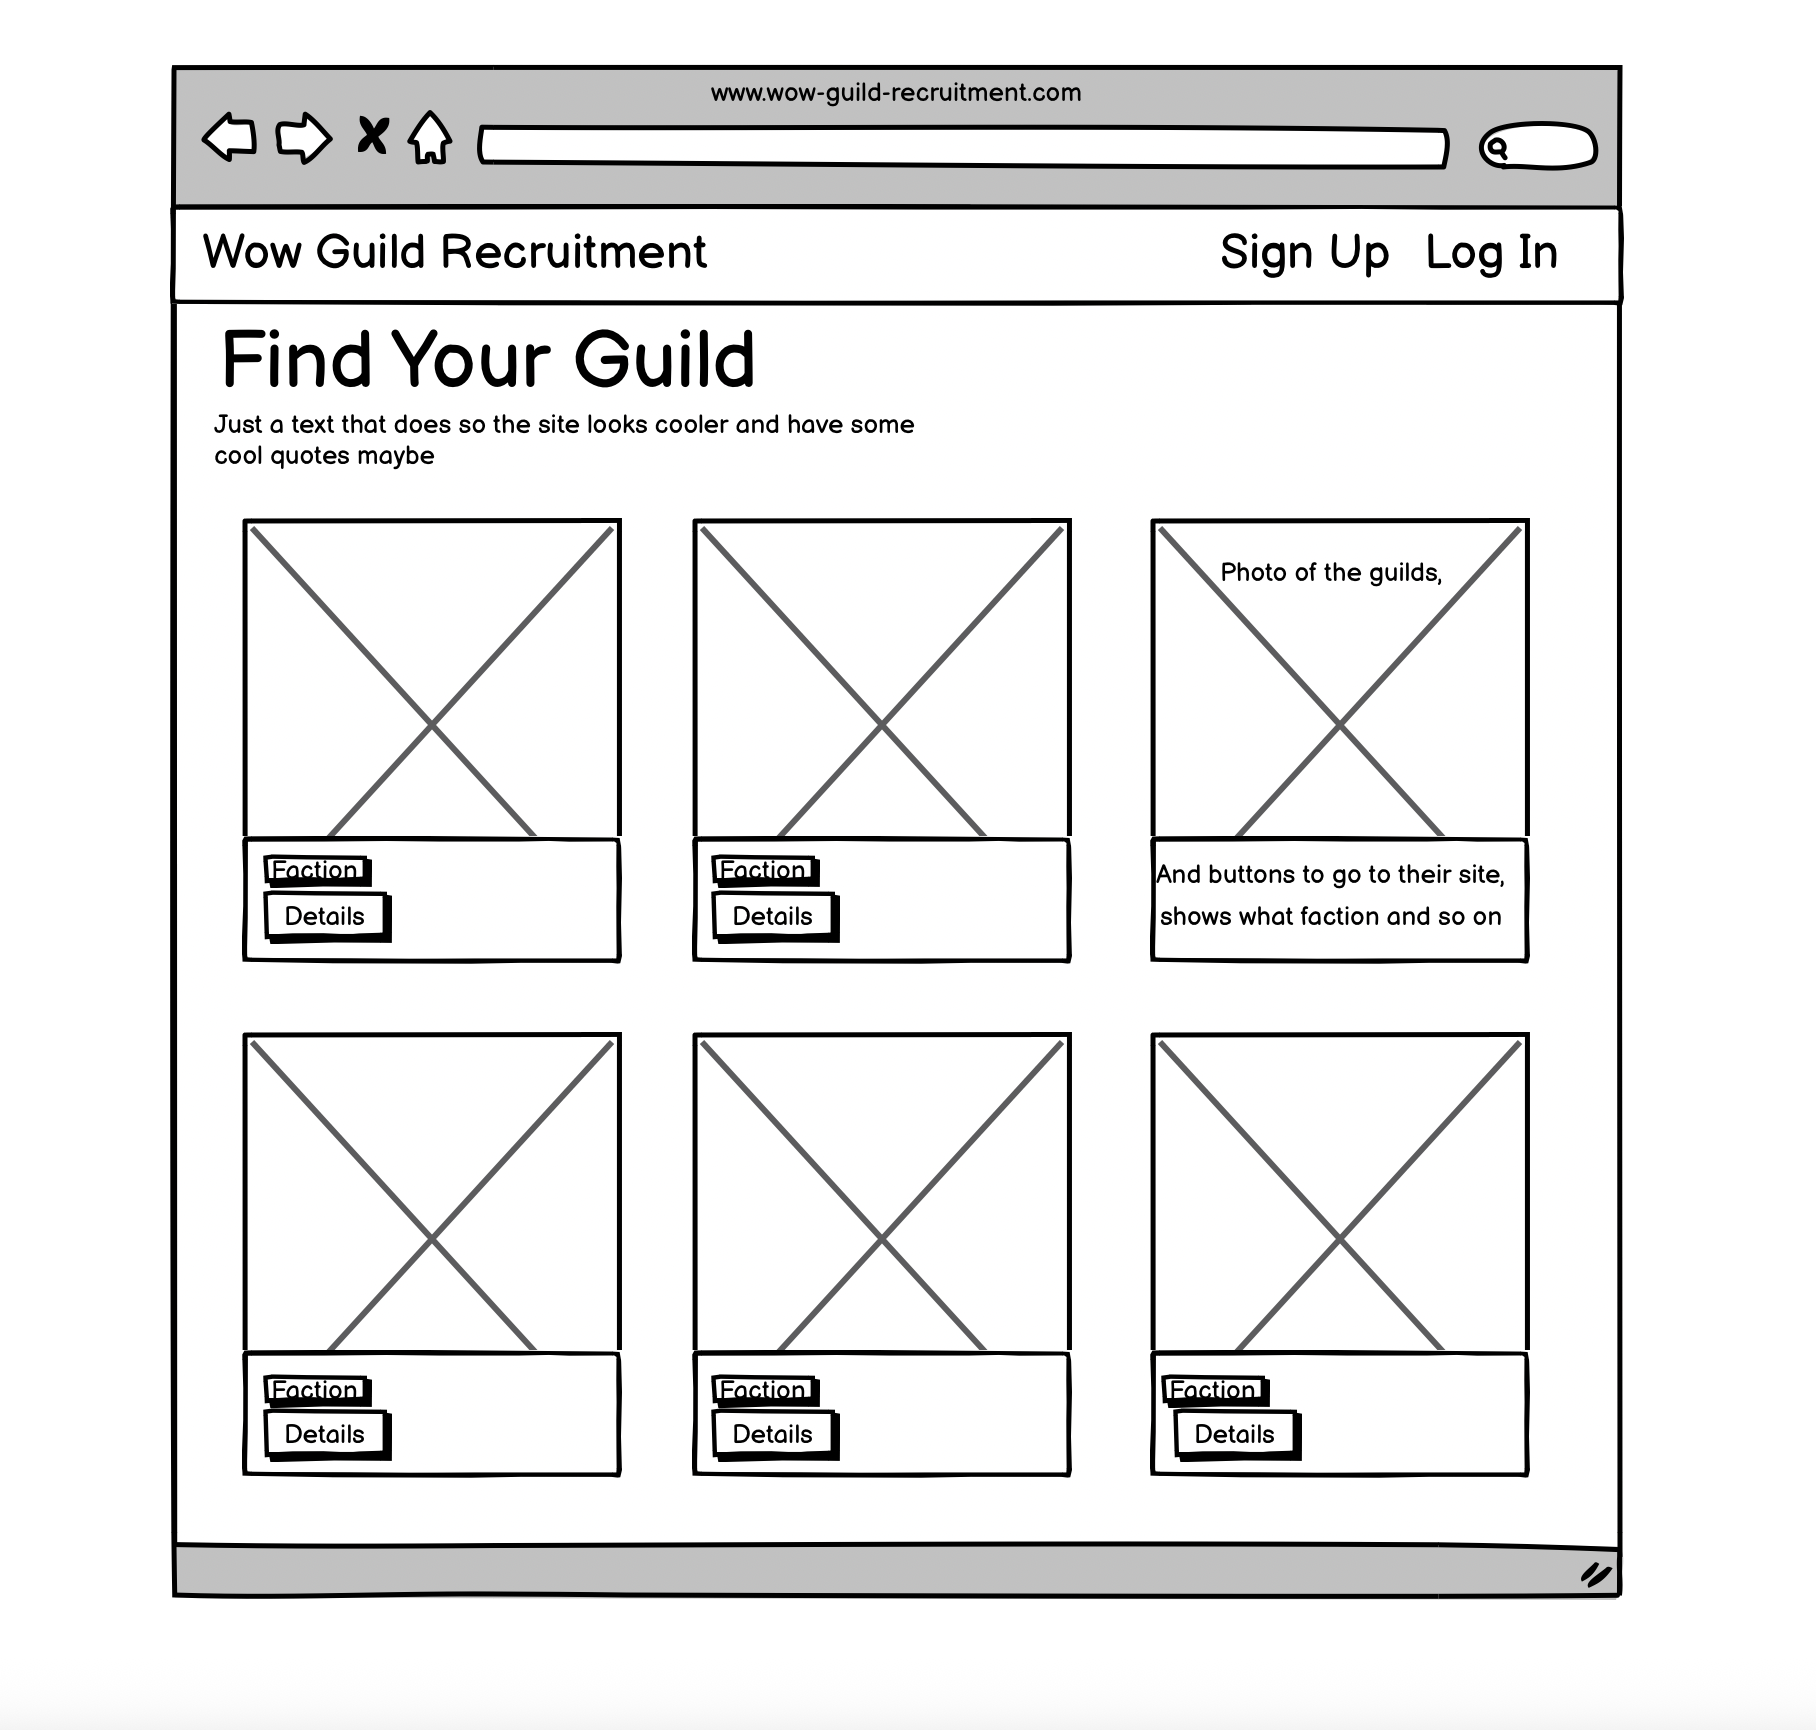 www.wow-guild-recruitment.com
Wow Guild Recruitment
Sign Up Log In
Find Your Guild
Just a text that does so the site looks cooler and have some
cool quotes maybe
Photo of the guilds,
Faction
Details
Faction
Details
And buttons to go to their site,
shows what faction and so on
Faction
Details
Faction
Details
Faction
Details